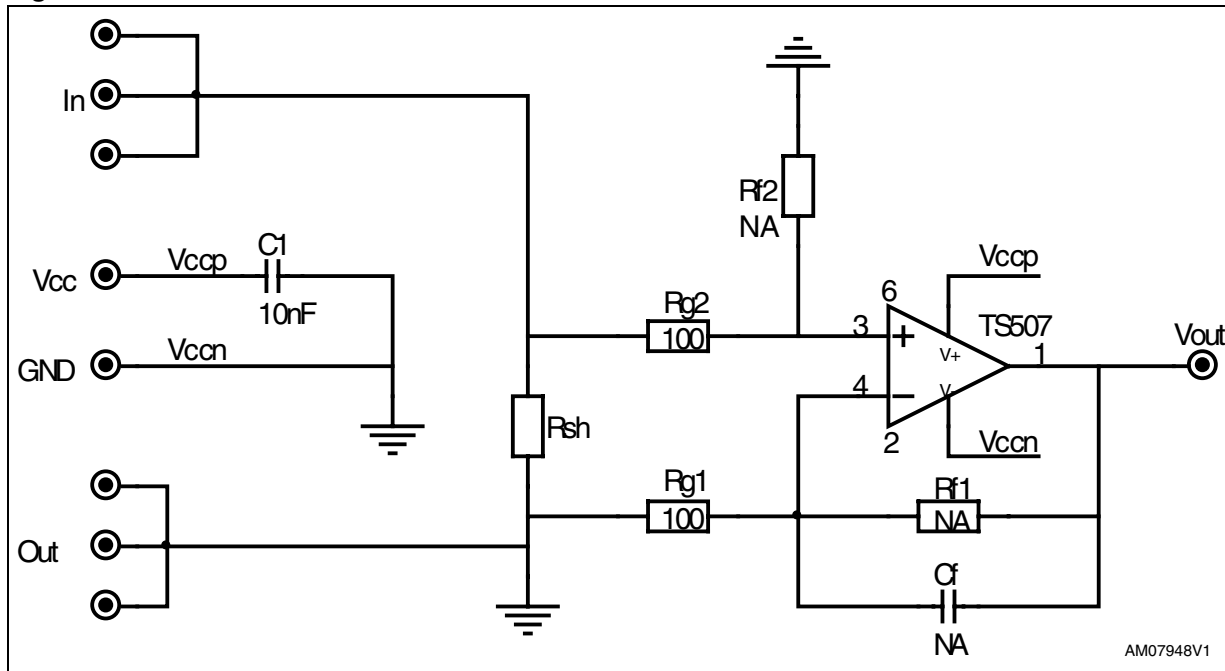 In
Rf2
NA
C1
Vccp
Vcc
10nF
Vccp
Rg2
100
6
3
+
TS507
V+
1
Vout
Vccn
GND
4
−
V-
2
Vccn
Rsh
Rg1
100
Rf1
NA
Out
Cf
NA
AM07948V1